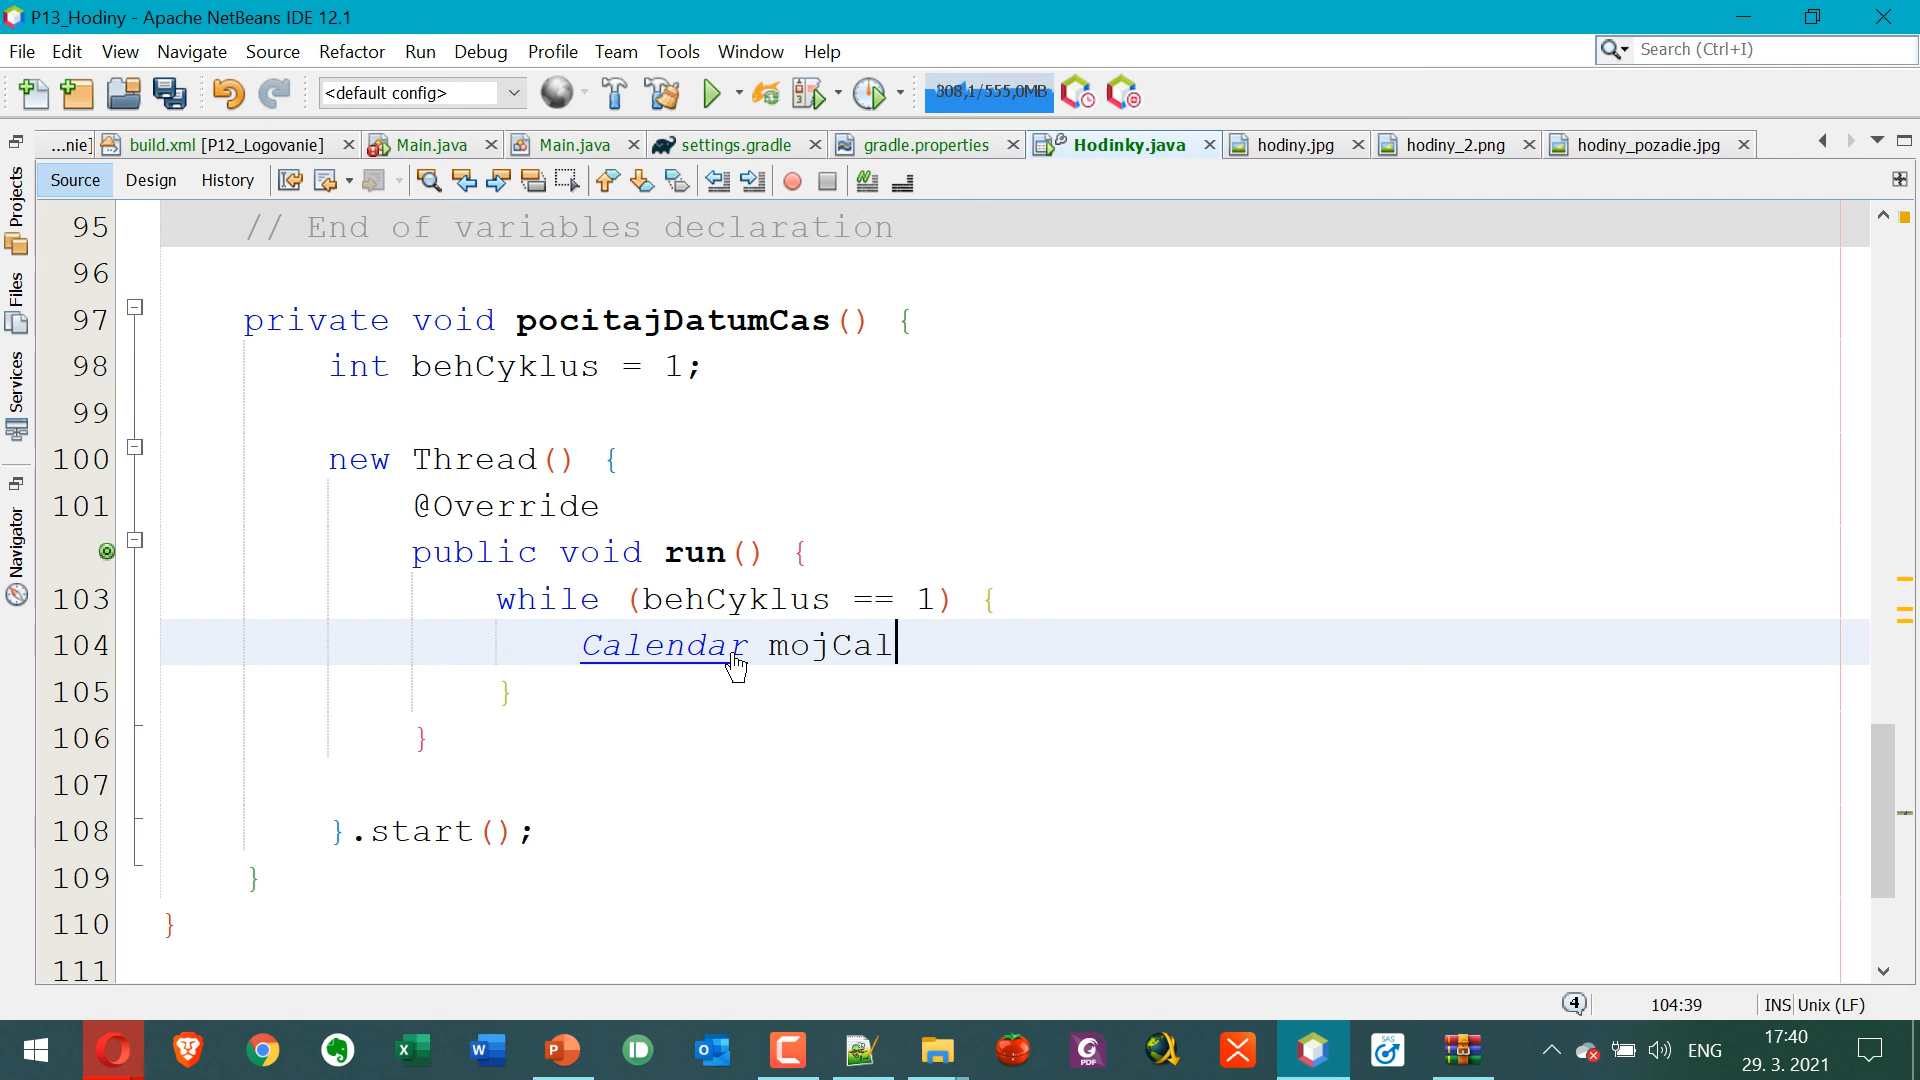 P13_Hodiny - Apache NetBeans IDE 12.1
File Edit View Navigate Source Refactor Run Debug Profile Team Tools Window Help
Search (Ctrl+I)
<default config>
308,1/555,0MB
...nie] build.xml [P12_Logovanie] Main.java Main.java settings.gradle gradle.properties Hodinky.java hodiny.jpg hodiny_2.png hodiny_pozadie.jpg
Source Design History
Projects
Files
Services
Navigator
95 // End of variables declaration
96
97 private void pocitajDatumCas() {
98 int behCyklus = 1;
99
100 new Thread() {
101 @Override
public void run() {
103 while (behCyklus == 1) {
104 Calendar mojCal
105 }
106 }
107
108 }.start();
109 }
110 }
111
4 104:39 INS Unix (LF)
PDF SAS
ENG
17:40
29. 3. 2021